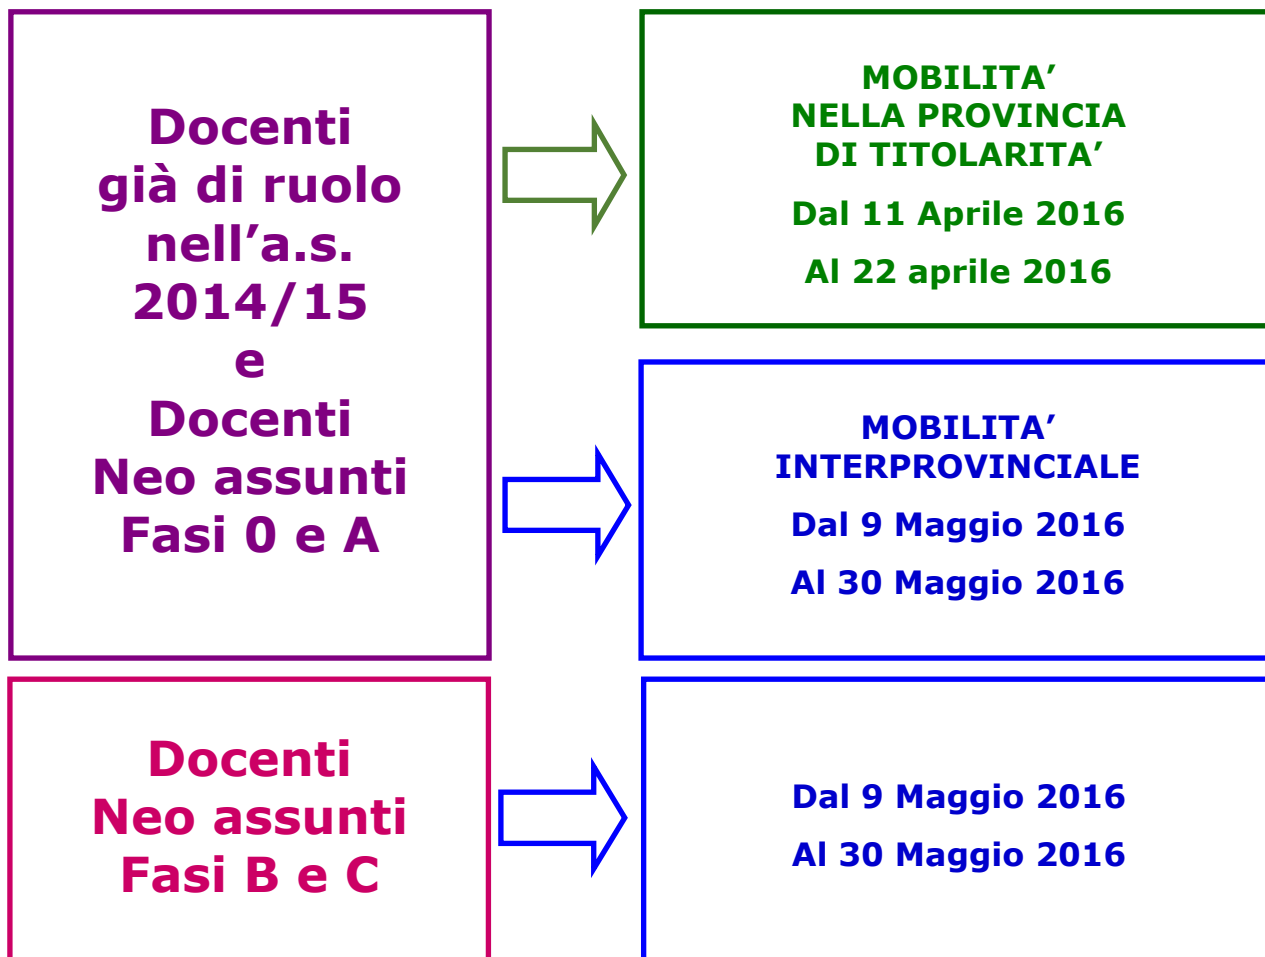 Docenti
già di ruolo
nell’a.s.
2014/15
e
Docenti
Neo assunti
Fasi 0 e A
MOBILITA’
NELLA PROVINCIA
DI TITOLARITA’
Dal 11 Aprile 2016
Al 22 aprile 2016
MOBILITA’
INTERPROVINCIALE
Dal 9 Maggio 2016
Al 30 Maggio 2016
Docenti
Neo assunti
Fasi B e C
Dal 9 Maggio 2016
Al 30 Maggio 2016